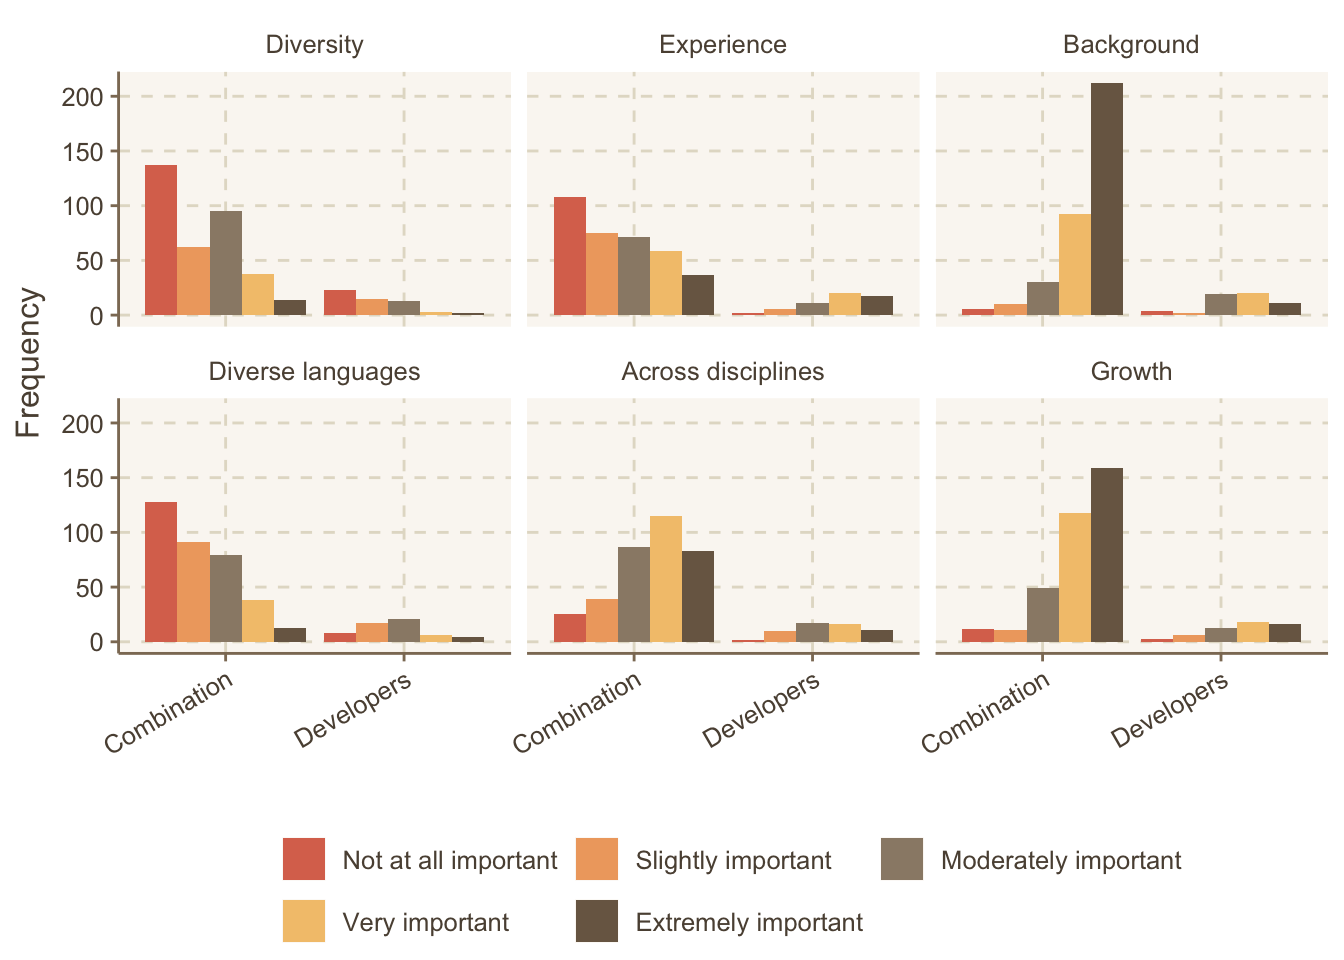 Diversity
Experience
Background
200
150
100
50
0
Frequency
Diverse languages
Across disciplines
Growth
200
150
100
50
0
Combination
Developers
Combination
Developers
Combination
Developers
Not at all important
Slightly important
Moderately important
Very important
Extremely important